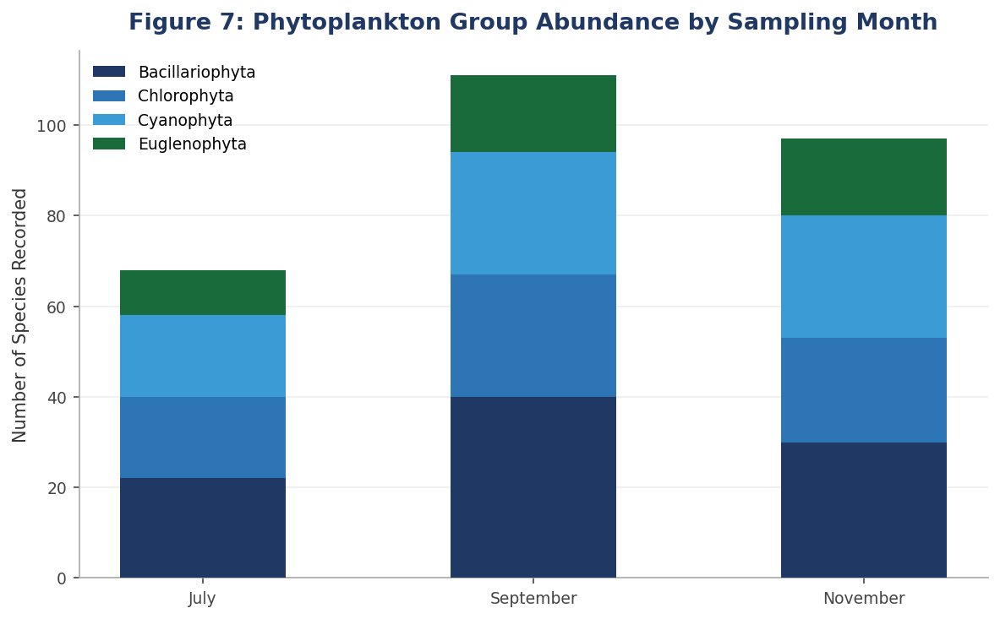 Figure 7: Phytoplankton Group Abundance by Sampling Month
Bacillariophyta
Chlorophyta
Cyanophyta
Euglenophyta
Number of Species Recorded
100
80
60
40
20
0
July
September
November